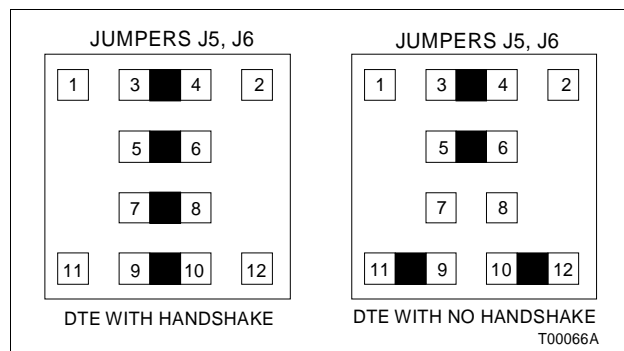 JUMPERS J5, J6
1 3 4 2
5 6
7 8
11 9 10 12
DTE WITH HANDSHAKE
JUMPERS J5, J6
1 3 4 2
5 6
7 8
11 9 10 12
DTE WITH NO HANDSHAKE
T00066A